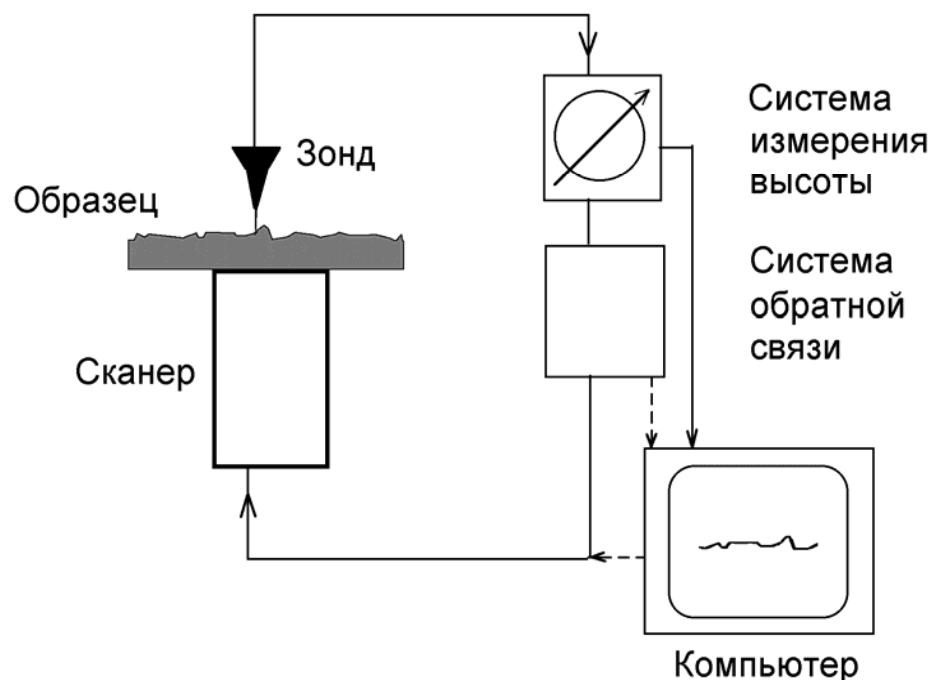 Зонд
Образец
Сканер
Система
измерения
высоты
Система
обратной
связи
Компьютер